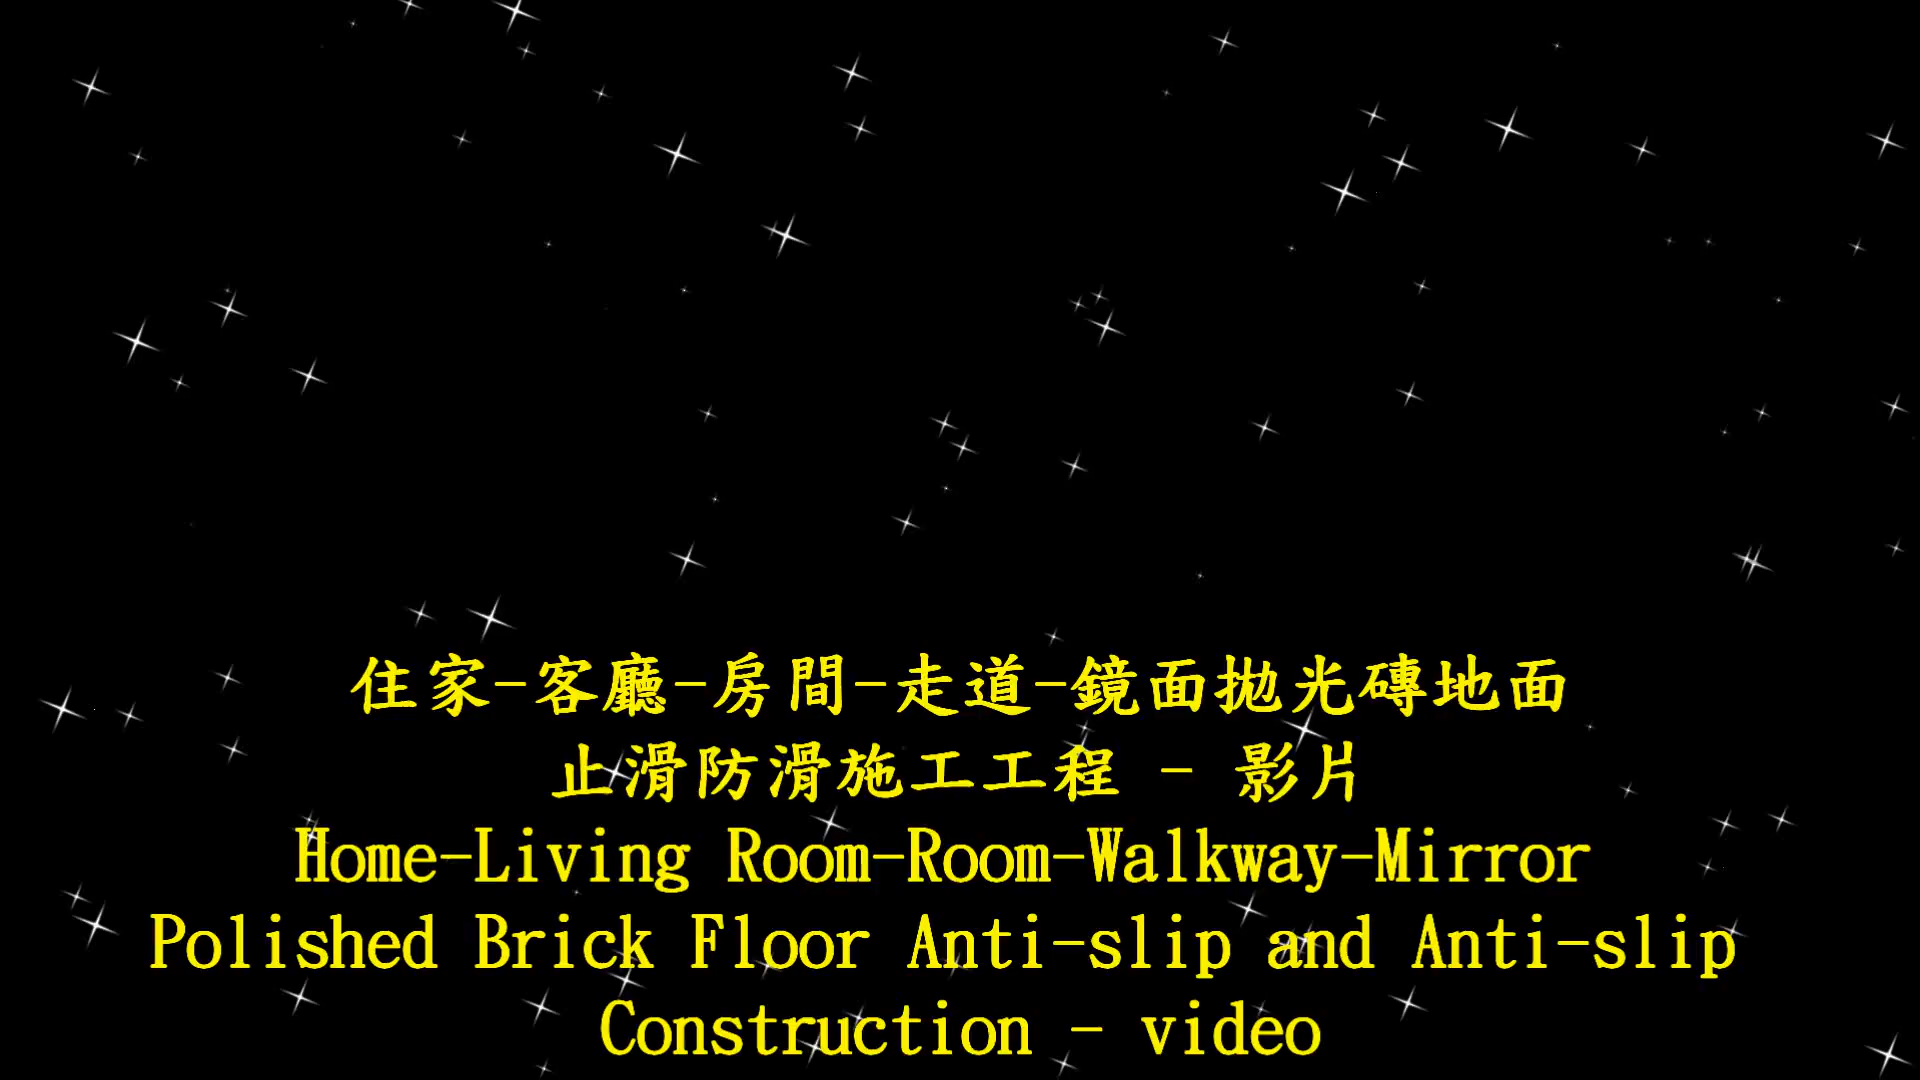 住家-客廳-房間-走道-鏡面拋光磚地面
止滑防滑施工工程 - 影片
Home-Living Room-Room-Walkway-Mirror
Polished Brick Floor Anti-slip and Anti-slip
Construction - video